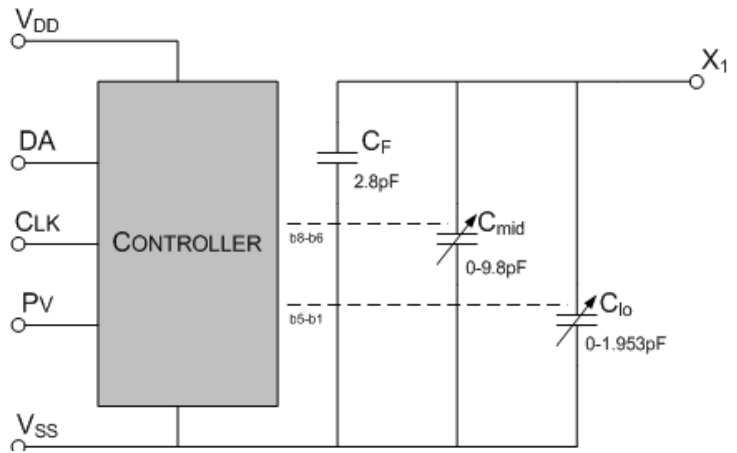 VDD
X1
DA
CF
2.8pF
CLK
Cmid
b8-b6
CONTROLLER
0-9.8pF
Clo
b5-b1
PV
0-1.953pF
VSS